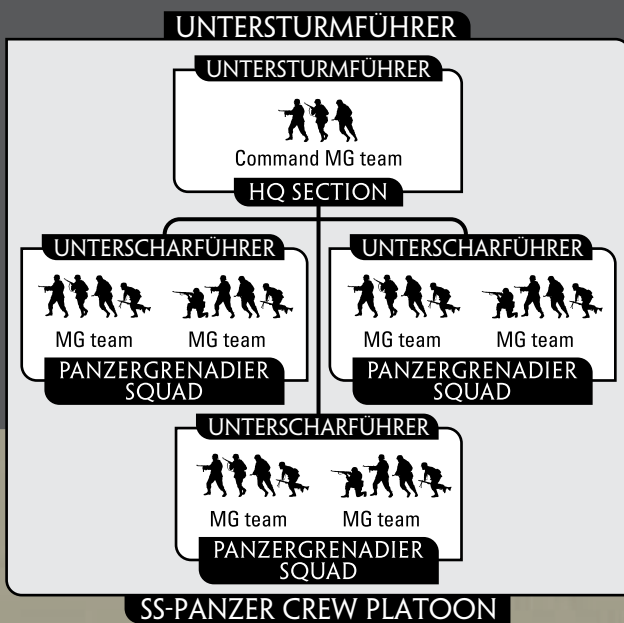 UNTERSTURMFÜHRER
UNTERSTURMFÜHRER
Command MG team
HQ SECTION
UNTERSCHARFÜHRER
MG team MG team
PANZERGRENADIER
SQUAD
UNTERSCHARFÜHRER
MG team MG team
PANZERGRENADIER
SQUAD
UNTERSCHARFÜHRER
MG team MG team
PANZERGRENADIER
SQUAD
SS-PANZER CREW PLATOON